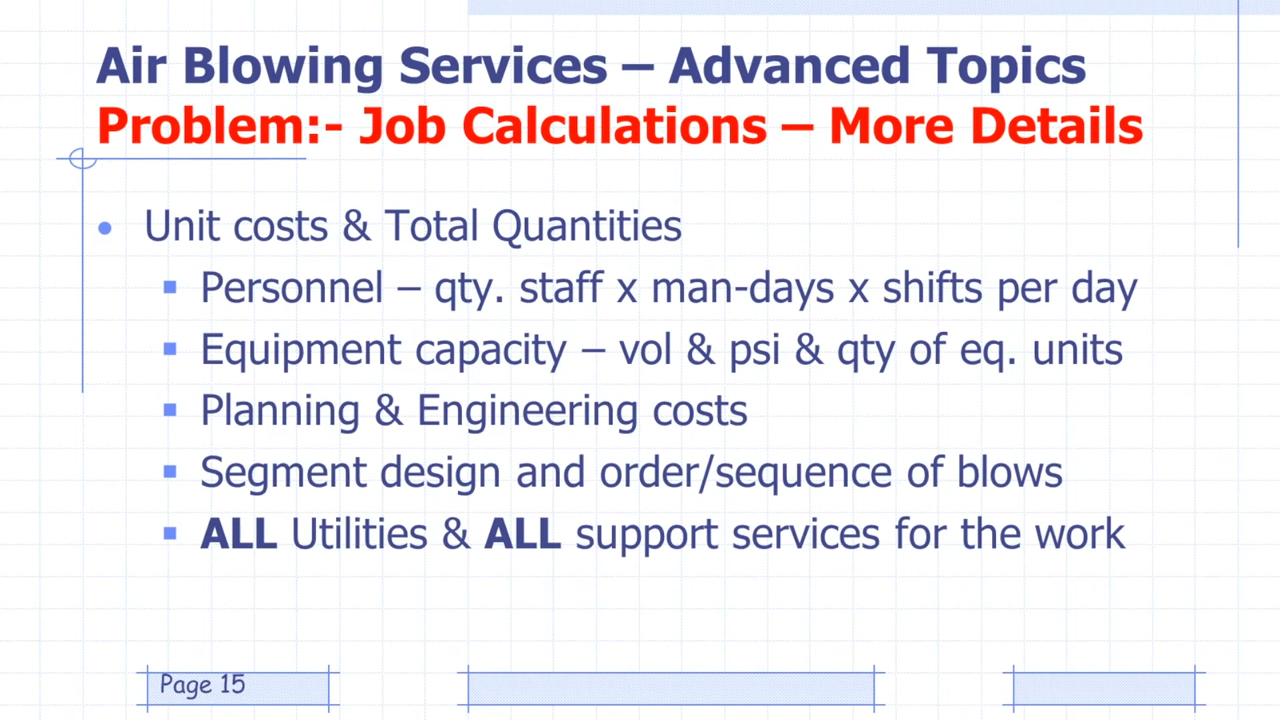 Air Blowing Services – Advanced Topics
Problem:- Job Calculations – More Details
• Unit costs & Total Quantities
▪ Personnel – qty. staff x man-days x shifts per day
▪ Equipment capacity – vol & psi & qty of eq. units
▪ Planning & Engineering costs
▪ Segment design and order/sequence of blows
▪ ALL Utilities & ALL support services for the work
Page 15